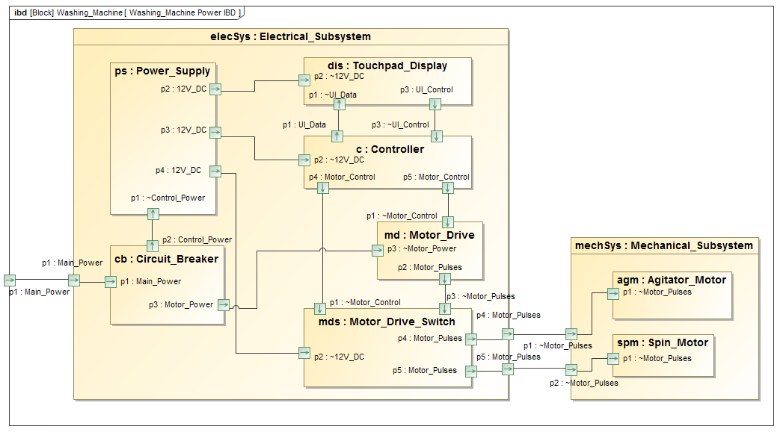 ibd [Block] Washing_Machine [ Washing_Machine Power IBD ]
elecSys : Electrical_Subsystem
ps : Power_Supply
p2 : 12V_DC
p3 : 12V_DC
p4 : 12V_DC
p1 : ~Control_Power
dis : Touchpad_Display
p2 : ~12V_DC
p1 : ~UI_Data
p3 : UI_Control
p1 : UI_Data
p3 : ~UI_Control
c : Controller
p2 : ~12V_DC
p4 : Motor_Control
p5 : Motor_Control
p1 : ~Motor_Control
md : Motor_Drive
p3 : ~Motor_Power
p2 : Motor_Pulses
p2 : Control_Power
cb : Circuit_Breaker
p1 : Main_Power
p3 : Motor_Power
p1 : Main_Power
p1 : Main_Power
p1 : ~Motor_Control
p3 : ~Motor_Pulses
mds : Motor_Drive_Switch
p4 : Motor_Pulses
p2 : ~12V_DC
p5 : Motor_Pulses
p4 : Motor_Pulses
p5 : Motor_Pulses
mechSys : Mechanical_Subsystem
agm : Agitator_Motor
p1 : ~Motor_Pulses
p1 : ~Motor_Pulses
spm : Spin_Motor
p1 : ~Motor_Pulses
p2 : ~Motor_Pulses